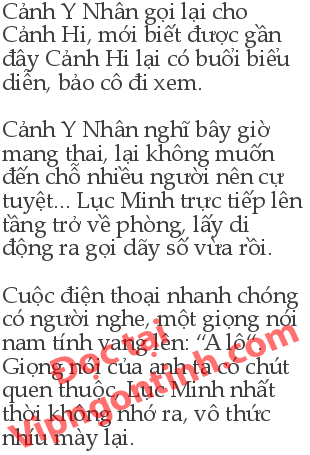 Cảnh Y Nhân gọi lại cho
Cảnh Hi, mới biết được gần
đây Cảnh Hi lại có buổi biểu
diễn, bảo cô đi xem.
Cảnh Y Nhân nghĩ bây giờ
mang thai, lại không muốn
đến chỗ nhiều người nên cự
tuyệt... Lục Minh trực tiếp lên
tầng trở về phòng, lấy di
động ra gọi dãy số vừa rồi.
Cuộc điện thoại nhanh chóng
có người nghe, một giọng nói
nam tính vang lên: “A lô“
Giọng nói của anh ta có chút
quen thuộc, Lục Minh nhất
thời không nhớ ra, vô thức
nhíu mày lại.
Đọc tại
Vipngontinh.com